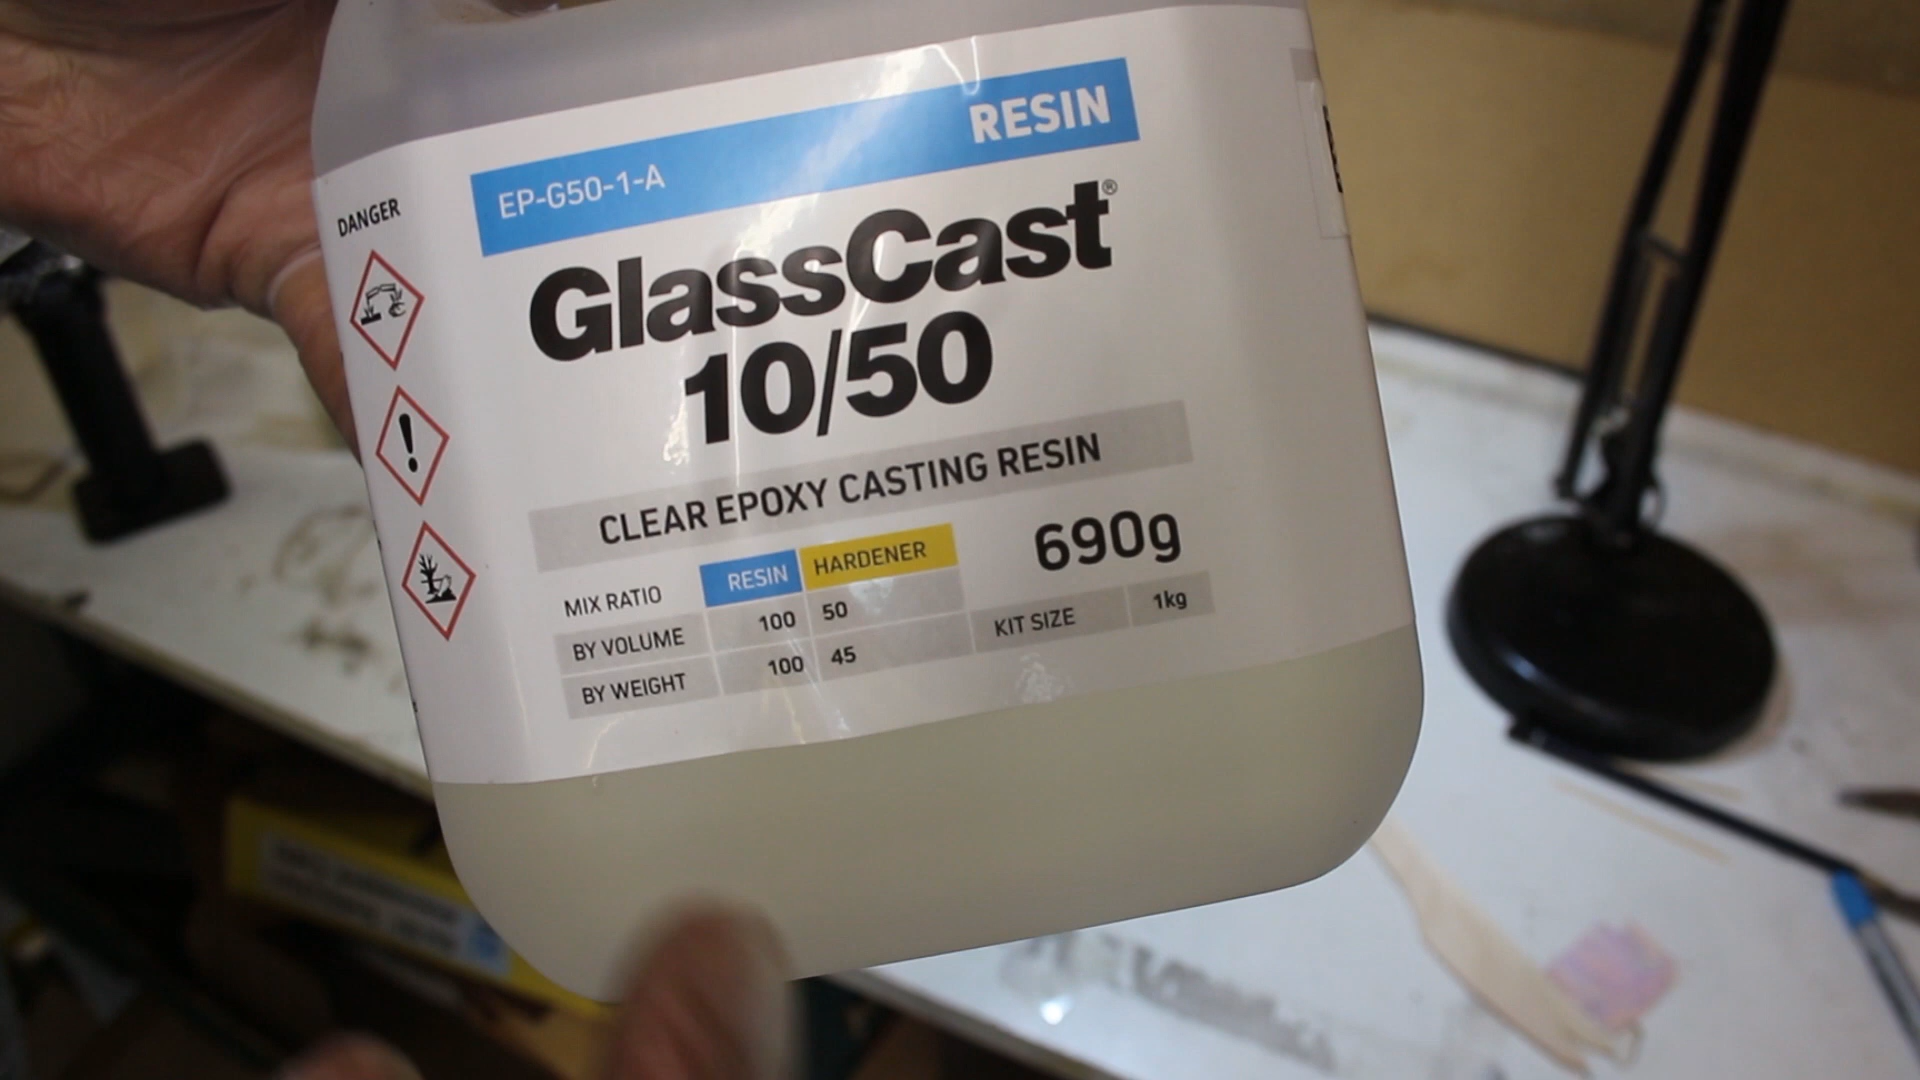 RESIN
EP-G50-1-A
DANGER
GlassCast®
10/50
CLEAR EPOXY CASTING RESIN
690g
MIX RATIO RESIN HARDENER
BY VOLUME 100 50
BY WEIGHT 100 45
KIT SIZE 1kg